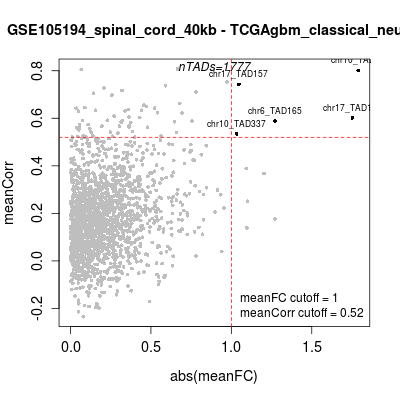 GSE105194_spinal_cord_40kb - TCGAgbm_classical_neu
nTADs=1777
chr17_TAD157
chr6_TAD165
chr17_TAD1
chr10_TAD337
meanFC cutoff = 1
meanCorr cutoff = 0.52
meanCorr
0.8
0.6
0.4
0.2
0.0
-0.2
0.0 0.5 1.0 1.5
abs(meanFC)